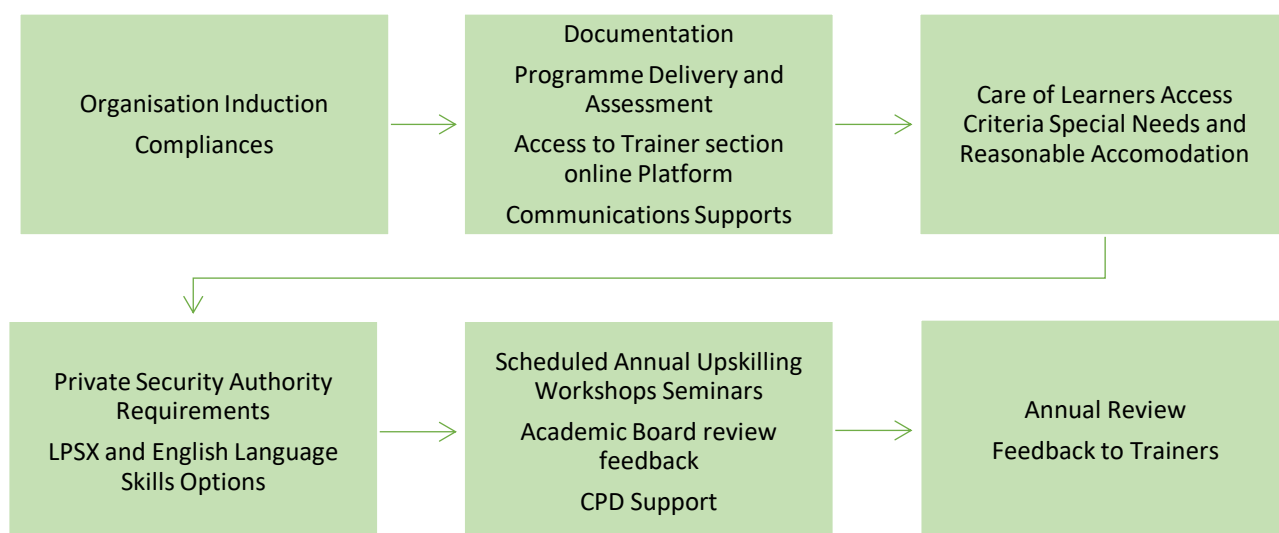 Organisation Induction
Compliances
Documentation
Programme Delivery and
Assessment
Access to Trainer section
online Platform
Communications Supports
Care of Learners Access
Criteria Special Needs and
Reasonable Accomodation
Private Security Authority
Requirements
LPSX and English Language
Skills Options
Scheduled Annual Upskilling
Workshops Seminars
Academic Board review
feedback
CPD Support
Annual Review
Feedback to Trainers